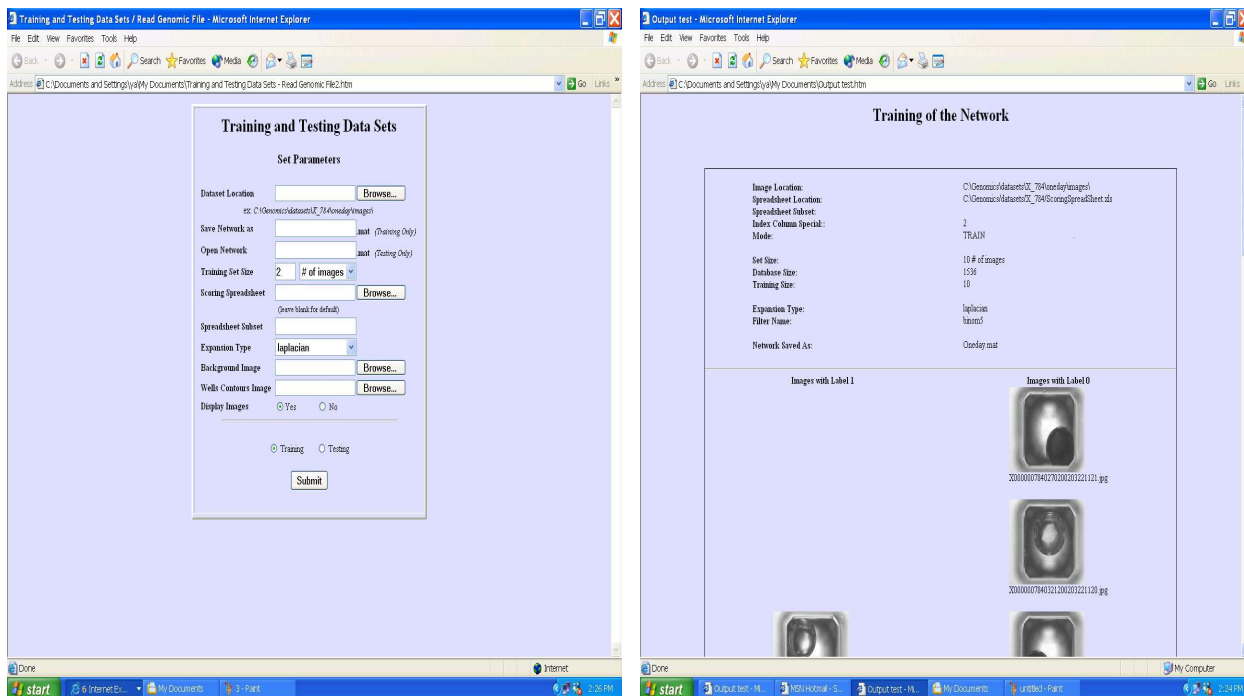 Training and Testing Data Sets / Read Genomic File - Microsoft Internet Explorer
File Edit View Favorites Tools Help
Back Search Favorites Media
Address C:\Documents and Settings\ya\My Documents\Training and Testing Data Sets - Read Genomic File2.htm Go Links »
Training and Testing Data Sets
Set Parameters
Dataset Location Browse...
ex: C:\Genomics\datasets\X_784\oneday\images\
Save Network as .mat (Training Only)
Open Network .mat (Testing Only)
Training Set Size 2 # of images
Scoring Spreadsheet Browse...
(leave blank for default)
Spreadsheet Subset
Expansion Type laplacian
Background Image Browse...
Wells Contours Image Browse...
Display Images Yes No
Training Testing
Submit
Done Internet
start 6 Internet Ex... My Documents 3 - Paint 2:26 PM
Output test - Microsoft Internet Explorer
File Edit View Favorites Tools Help
Back Search Favorites Media
Address C:\Documents and Settings\ya\My Documents\Output test.htm Go Links
Training of the Network
Image Location: C:\Genomics\datasets\X_784\oneday\images\
Spreadsheet Location: C:\Genomics\datasets\X_784/ScoringSpreadSheet.xls
Spreadsheet Subset:
Index Column Special:: 2
Mode: TRAIN
Set Size: 10 # of images
Database Size: 1536
Training Size: 10
Expansion Type: laplacian
Filter Name: binom5
Network Saved As: Oneday.mat
Images with Label 1 Images with Label 0
X0000007840270200203221121.jpg
X0000007840321200203221120.jpg
Done My Computer
start Output test - Mi... MSN Hotmail - S... Output test - Mi... My Documents untitled - Paint 2:24 PM